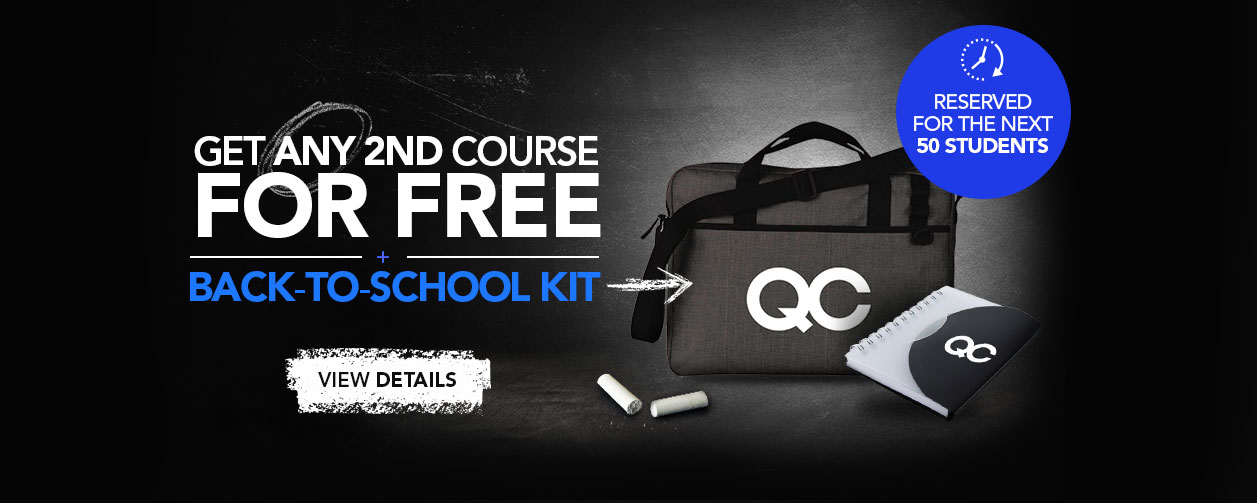 GET ANY 2ND COURSE
FOR FREE
+
BACK-TO-SCHOOL KIT
VIEW DETAILS
RESERVED
FOR THE NEXT
50 STUDENTS
QC
QC